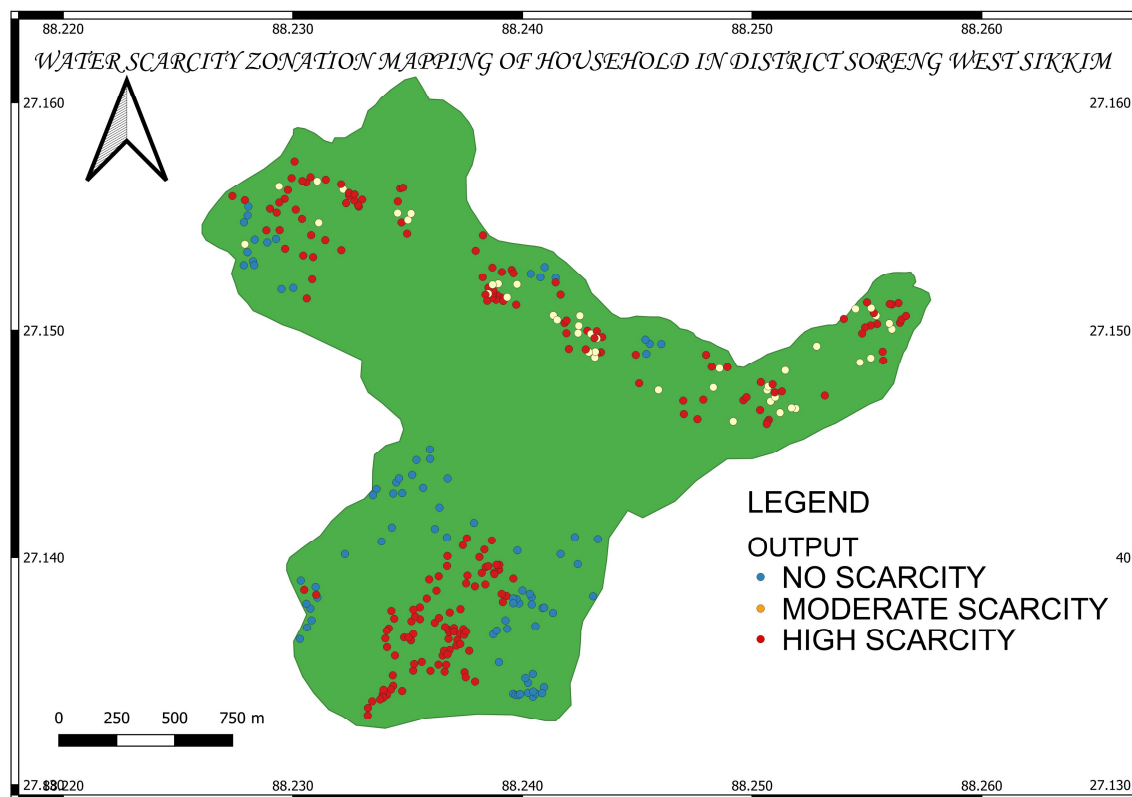 88.220 88.230 88.240 88.250 88.260
WATER SCARCITY ZONATION MAPPING OF HOUSEHOLD IN DISTRICT SORENG WEST SIKKIM
27.160 27.160
27.150 27.150
LEGEND
OUTPUT
27.140 40
NO SCARCITY
MODERATE SCARCITY
HIGH SCARCITY
0 250 500 750 m
27.130 88.220 88.230 88.240 88.250 88.260 27.130